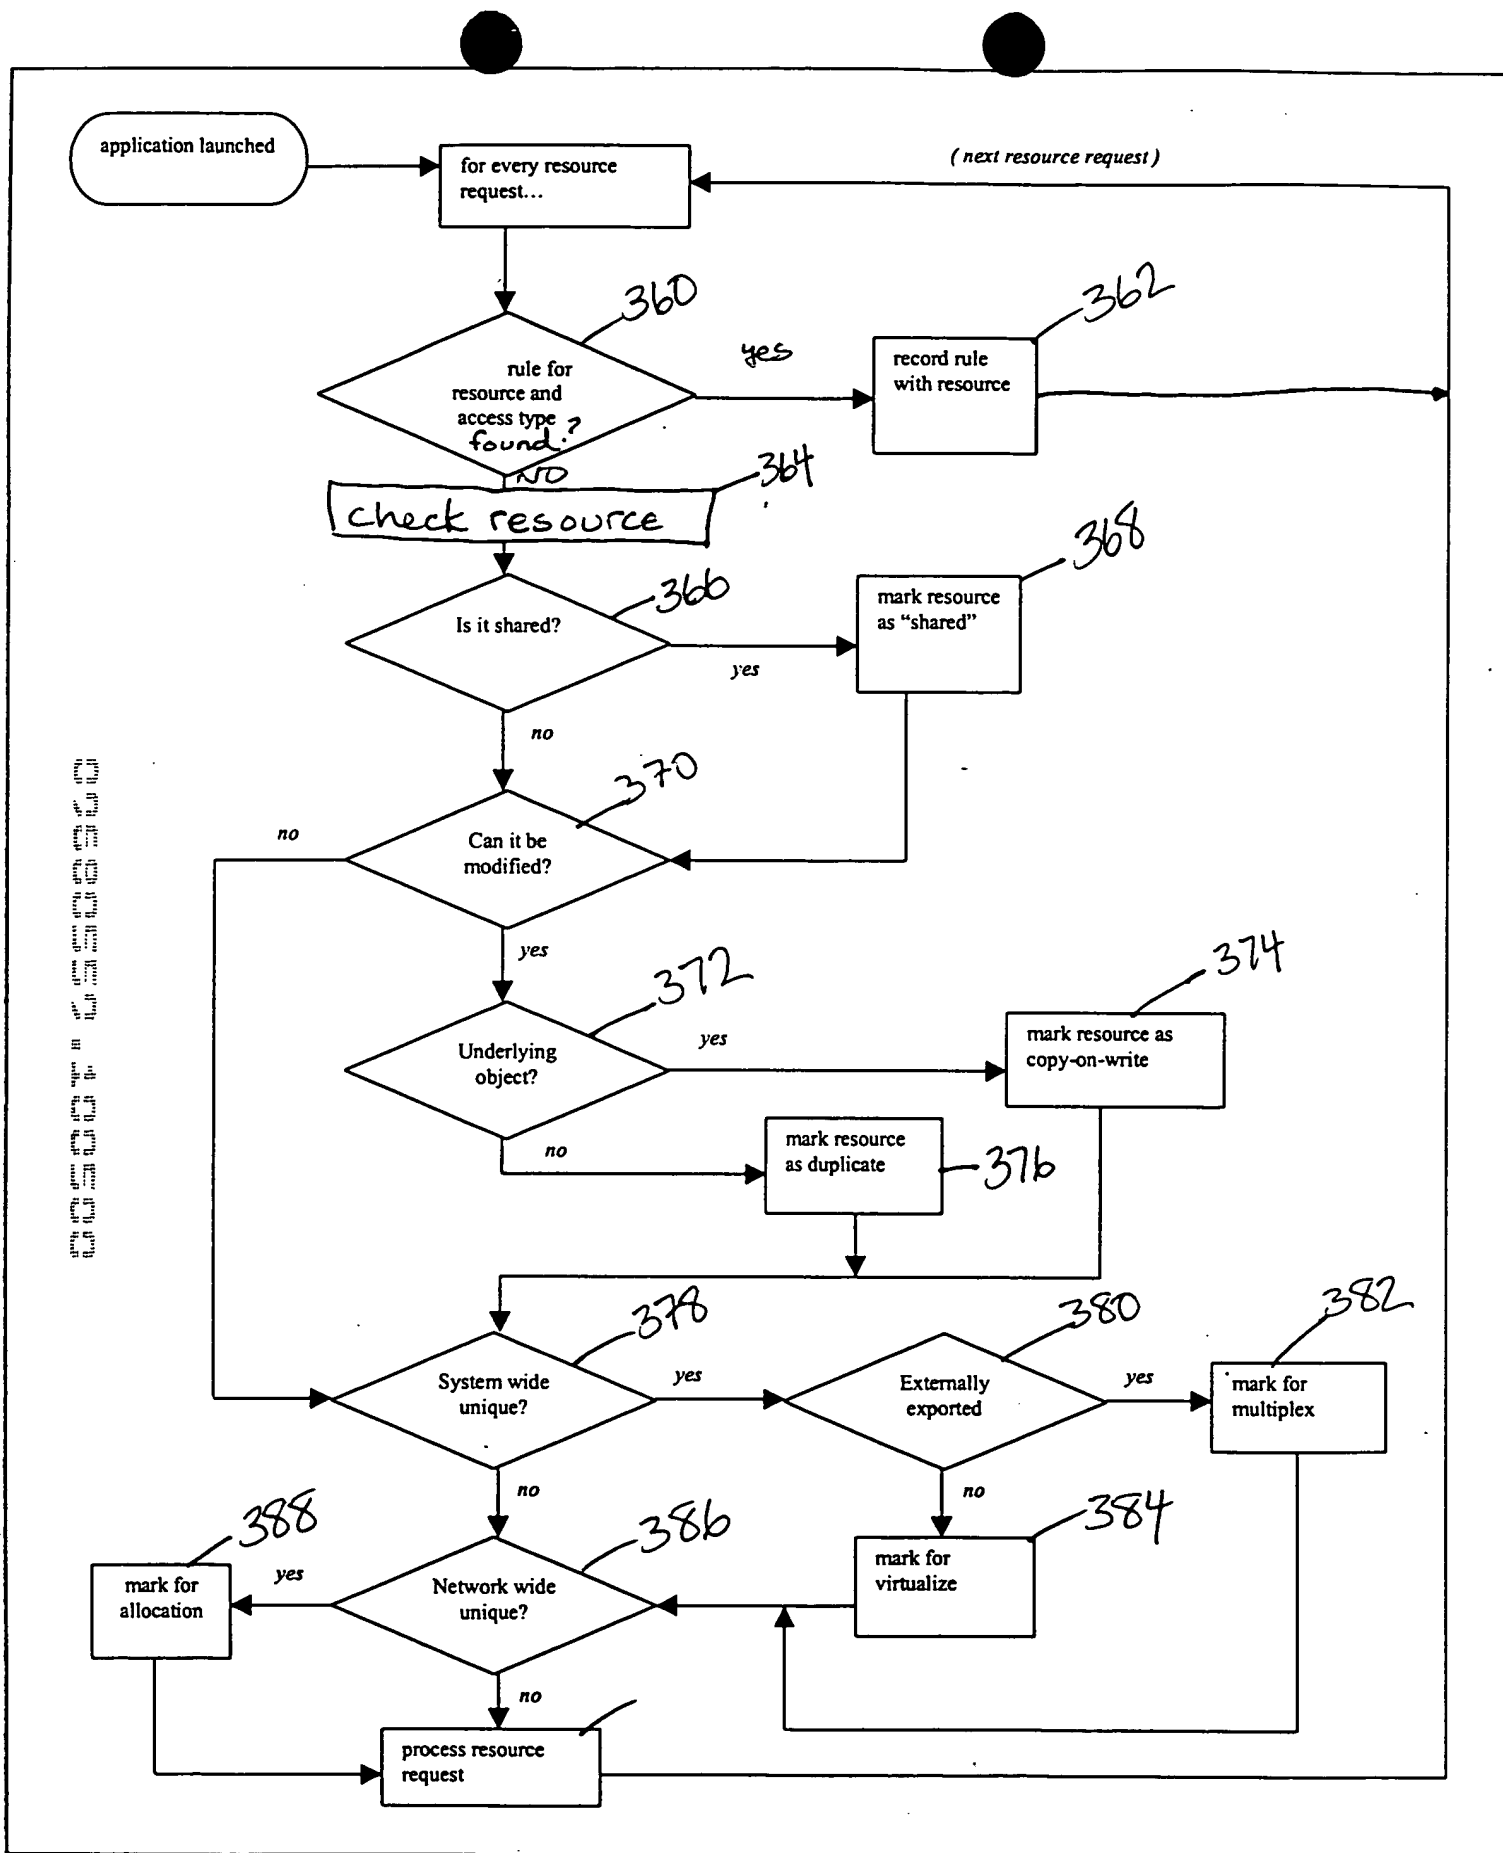 application launched
for every resource
request...
( next resource request )
360
362
rule for
resource and
access type
found?
yes
record rule
with resource
NO
364
check resource
366
368
Is it shared?
yes
mark resource
as “shared”
no
370
no
Can it be
modified?
yes
372
374
Underlying
object?
yes
mark resource as
copy-on-write
no
mark resource
as duplicate
376
378
380
382
System wide
unique?
yes
Externally
exported
yes
mark for
multiplex
no
no
388
386
384
mark for
allocation
yes
Network wide
unique?
mark for
virtualize
no
process resource
request